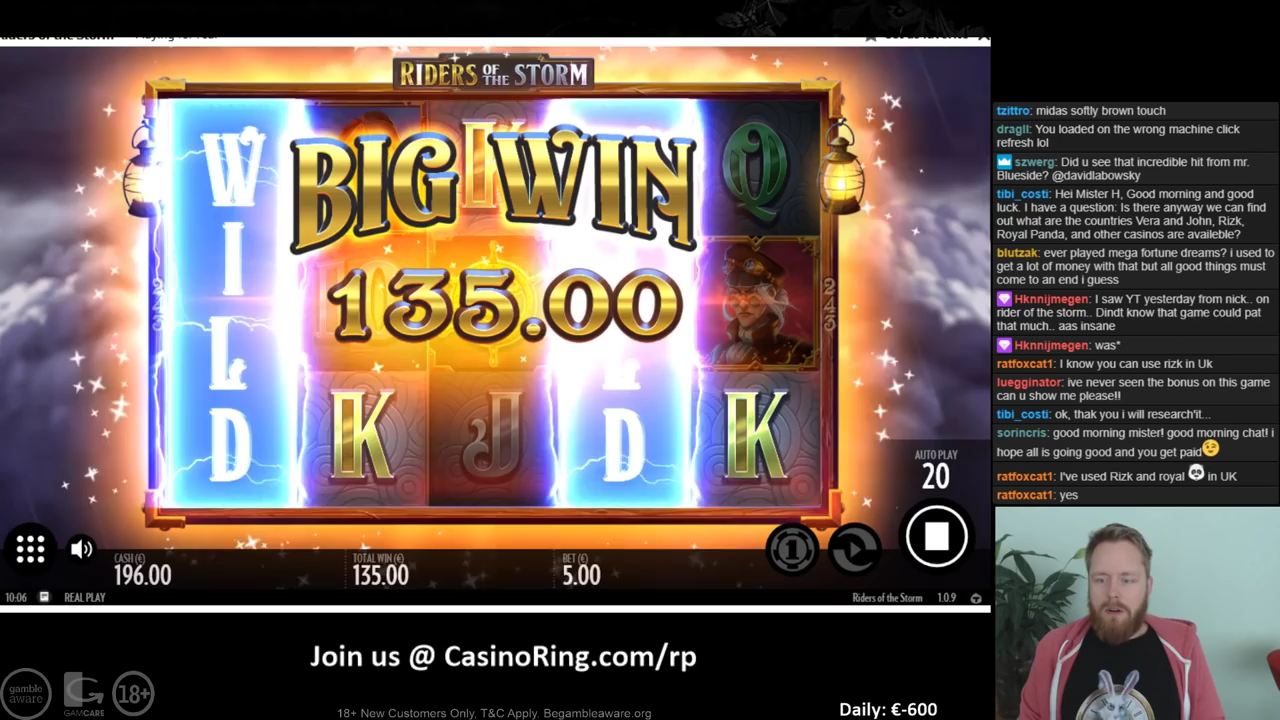 Riders of the Storm
RIDERS OF THE STORM
WILD
BIG WIN
135.00
K
Q
243
243
K
J
D
K
AUTO PLAY
20
CASH (€)
196.00
TOTAL WIN (€)
135.00
BET (€)
5.00
10:06
REAL PLAY
Riders of the Storm
1.0.9
tzittro: midas softly brown touch
dragll: You loaded on the wrong machine click
refresh lol
szwerg: Did u see that incredible hit from mr.
Blueside? @davidlabowsky
tibi_costi: Hei Mister H, Good morning and good
luck. I have a question: Is there anyway we can find
out what are the countries Vera and John, Rizk,
Royal Panda, and other casinos are available?
blutzak: ever played mega fortune dreams? i used to
get a lot of money with that but all good things must
come to an end i guess
Hknnijmegen: I saw YT yesterday from nick.. on
rider of the storm.. Dindt know that game could pat
that much.. aas insane
Hknnijmegen: was*
ratfoxcat1: I know you can use rizk in Uk
luegginator: ive never seen the bonus on this game
can u show me please!!
tibi_costi: ok, thak you i will research'it...
sorincris: good morning mister! good morning chat! i
hope all is going good and you get paid
ratfoxcat1: I've used Rizk and royal in UK
ratfoxcat1: yes
Join us @ CasinoRing.com/rp
gamble
aware
GAMCARE
18+
18+ New Customers Only, T&C Apply. Begambleaware.org
Daily: €-600